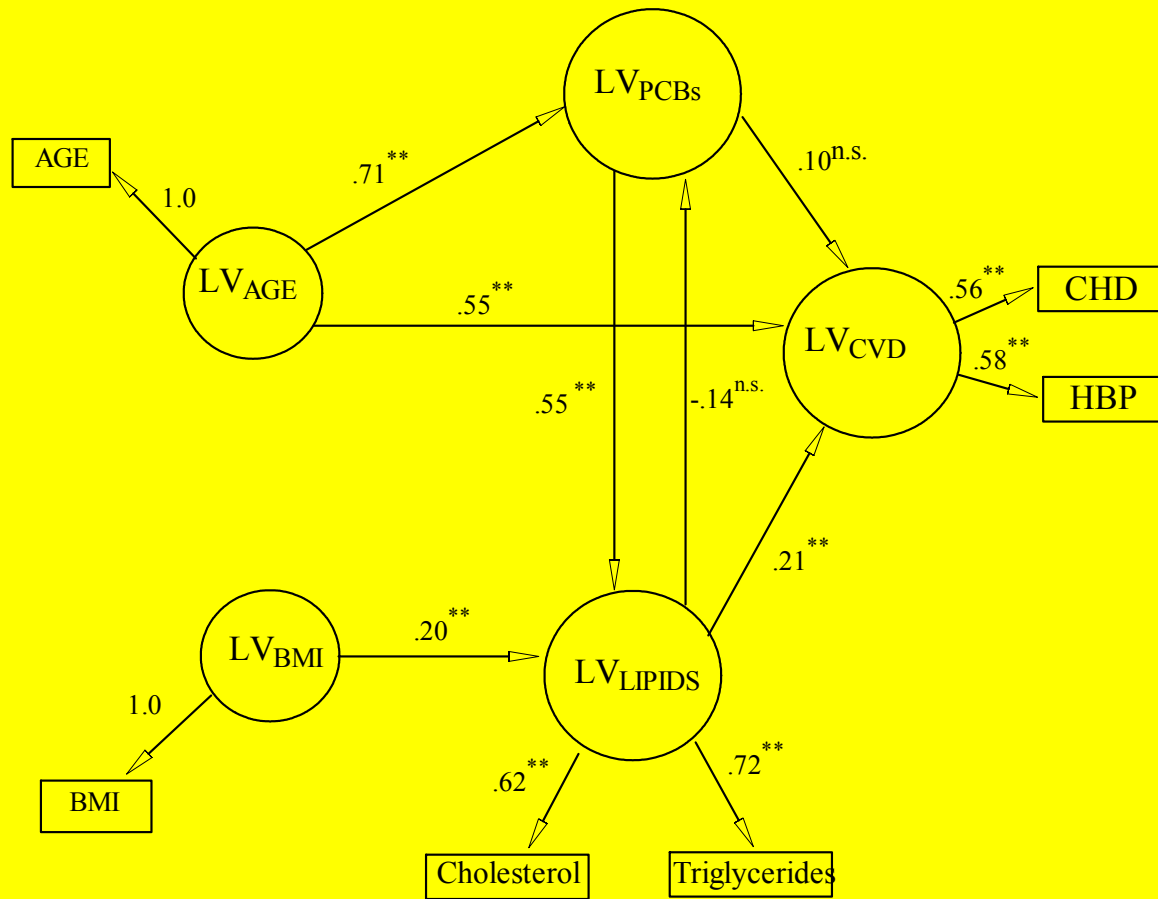 LVPCBs
AGE
.71**
.10n.s.
1.0
LVAGE
.55**
.56**
CHD
LVCVD
.58**
HBP
.55**
-.14n.s.
.21**
LVBMI
.20**
LVLIPIDS
1.0
BMI
.62**
.72**
Cholesterol
Triglycerides